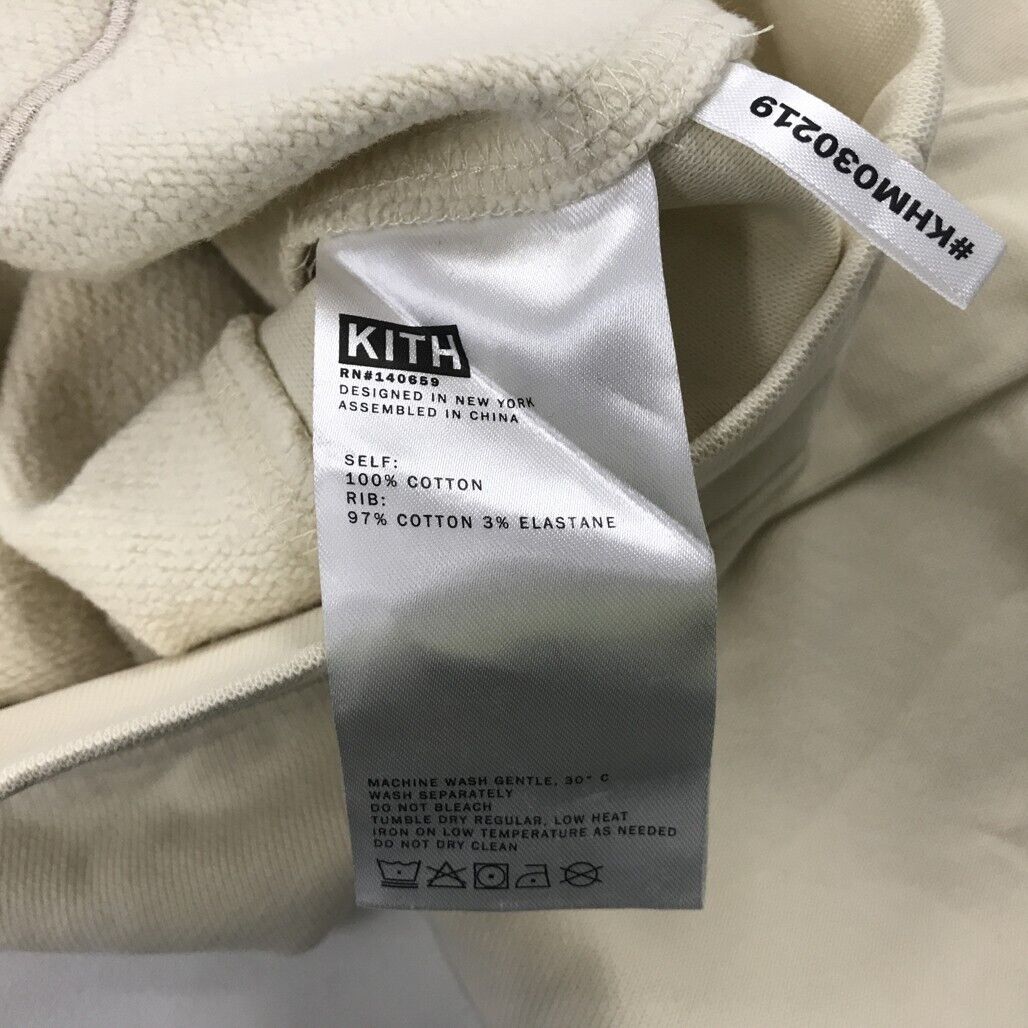 #KHM030219
KITH
RN#140659
DESIGNED IN NEW YORK
ASSEMBLED IN CHINA
SELF:
100% COTTON
RIB:
97% COTTON 3% ELASTANE
MACHINE WASH GENTLE, 30° C
WASH SEPARATELY
DO NOT BLEACH
TUMBLE DRY REGULAR, LOW HEAT
IRON ON LOW TEMPERATURE AS NEEDED
DO NOT DRY CLEAN